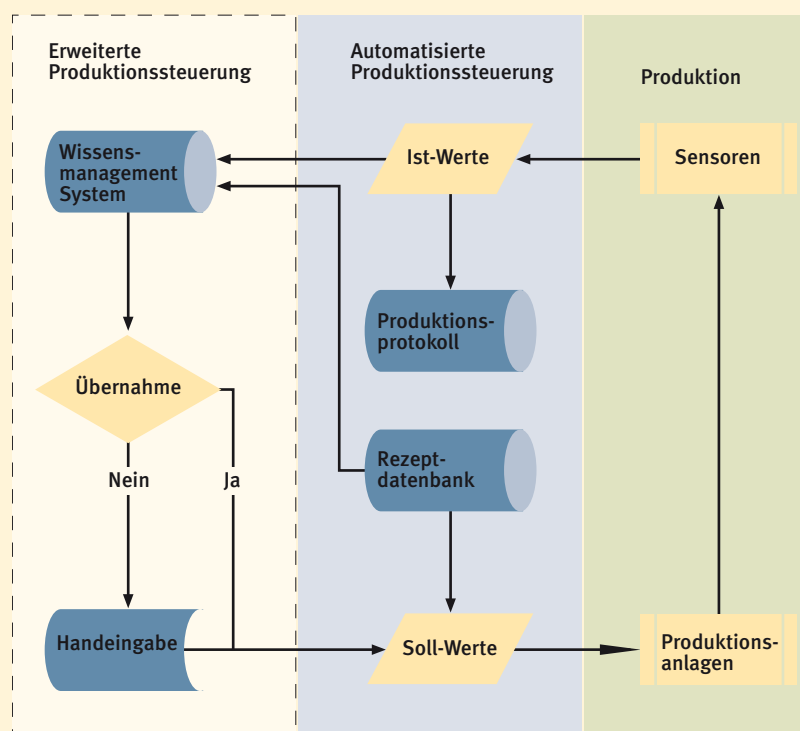 Erweiterte
Produktionssteuerung
Automatisierte
Produktionssteuerung
Produktion
Wissens-
management
System
Ist-Werte
Sensoren
Produktions-
protokoll
Übernahme
Rezept-
datenbank
Nein
Ja
Handeingabe
Soll-Werte
Produktions-
anlagen